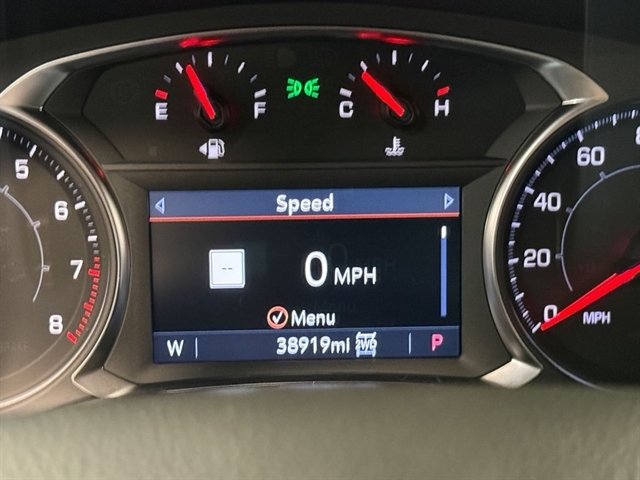 E F
C H
5
6
7
8
Speed
-- 0 MPH
Menu
W 38919mi 2WD P
60
40
20
0
MPH